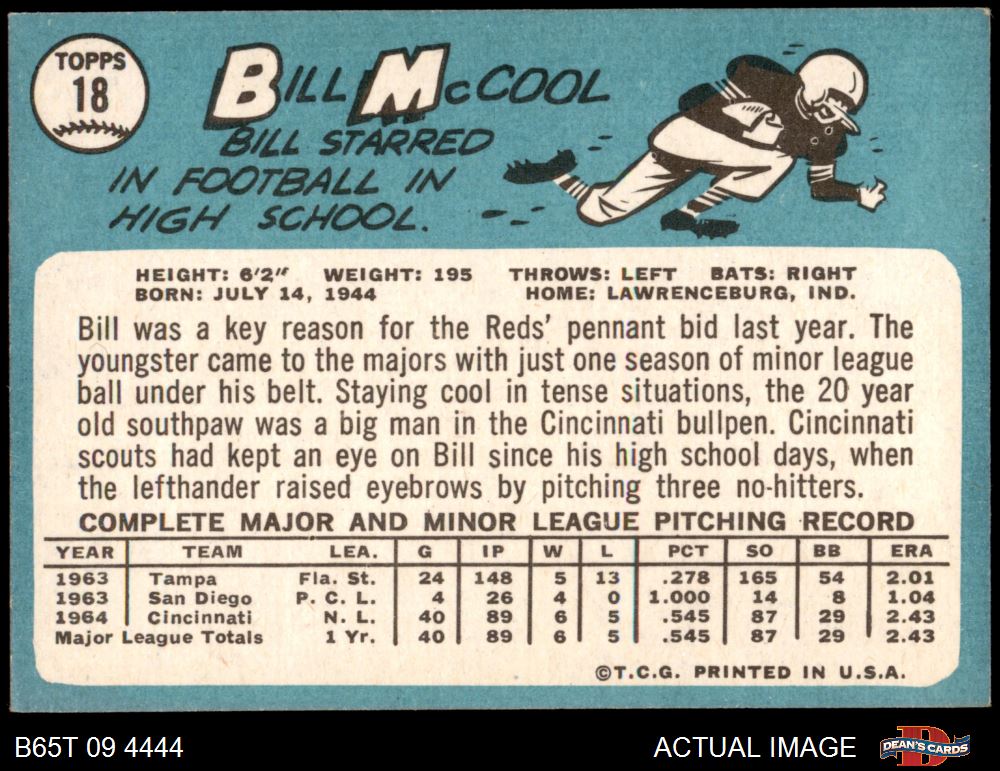 TOPPS
18
BILL McCOOL
BILL STARRED
IN FOOTBALL IN
HIGH SCHOOL.
HEIGHT: 6'2" WEIGHT: 195 THROWS: LEFT BATS: RIGHT
BORN: JULY 14, 1944 HOME: LAWRENCEBURG, IND.
Bill was a key reason for the Reds' pennant bid last year. The
youngster came to the majors with just one season of minor league
ball under his belt. Staying cool in tense situations, the 20 year
old southpaw was a big man in the Cincinnati bullpen. Cincinnati
scouts had kept an eye on Bill since his high school days, when
the lefthander raised eyebrows by pitching three no-hitters.
COMPLETE MAJOR AND MINOR LEAGUE PITCHING RECORD
YEAR TEAM LEA. G IP W L PCT SO BB ERA
1963 Tampa Fla. St. 24 148 5 13 .278 165 54 2.01
1963 San Diego P. C. L. 4 26 4 0 1.000 14 8 1.04
1964 Cincinnati N. L. 40 89 6 5 .545 87 29 2.43
Major League Totals 1 Yr. 40 89 6 5 .545 87 29 2.43
©T.C.G. PRINTED IN U.S.A.
B65T 09 4444 ACTUAL IMAGE DEAN'S CARDS